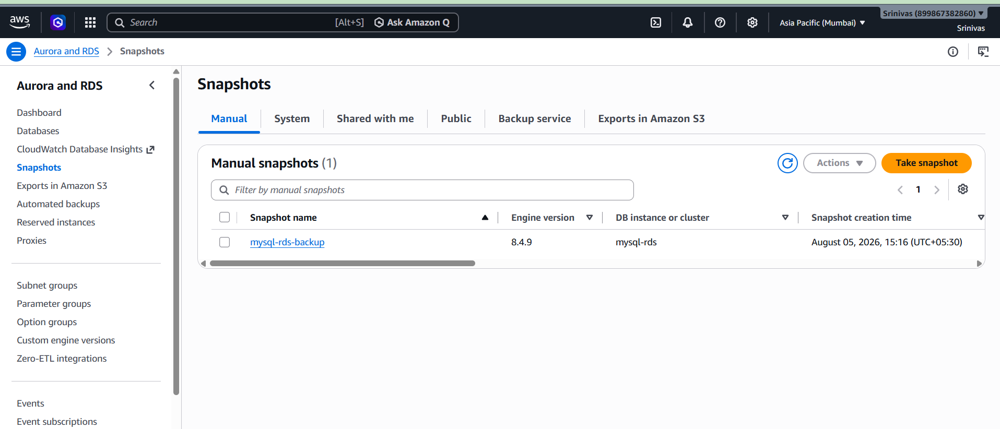 aws
Search [Alt+S] Ask Amazon Q
Asia Pacific (Mumbai)
Srinivas (899867382860)
Srinivas
Aurora and RDS > Snapshots
Aurora and RDS
Dashboard
Databases
CloudWatch Database Insights
Snapshots
Exports in Amazon S3
Automated backups
Reserved instances
Proxies
Subnet groups
Parameter groups
Option groups
Custom engine versions
Zero-ETL integrations
Events
Event subscriptions
Snapshots
Manual System Shared with me Public Backup service Exports in Amazon S3
Manual snapshots (1)
Actions Take snapshot
Filter by manual snapshots
1
Snapshot name Engine version DB instance or cluster Snapshot creation time
mysql-rds-backup 8.4.9 mysql-rds August 05, 2026, 15:16 (UTC+05:30)